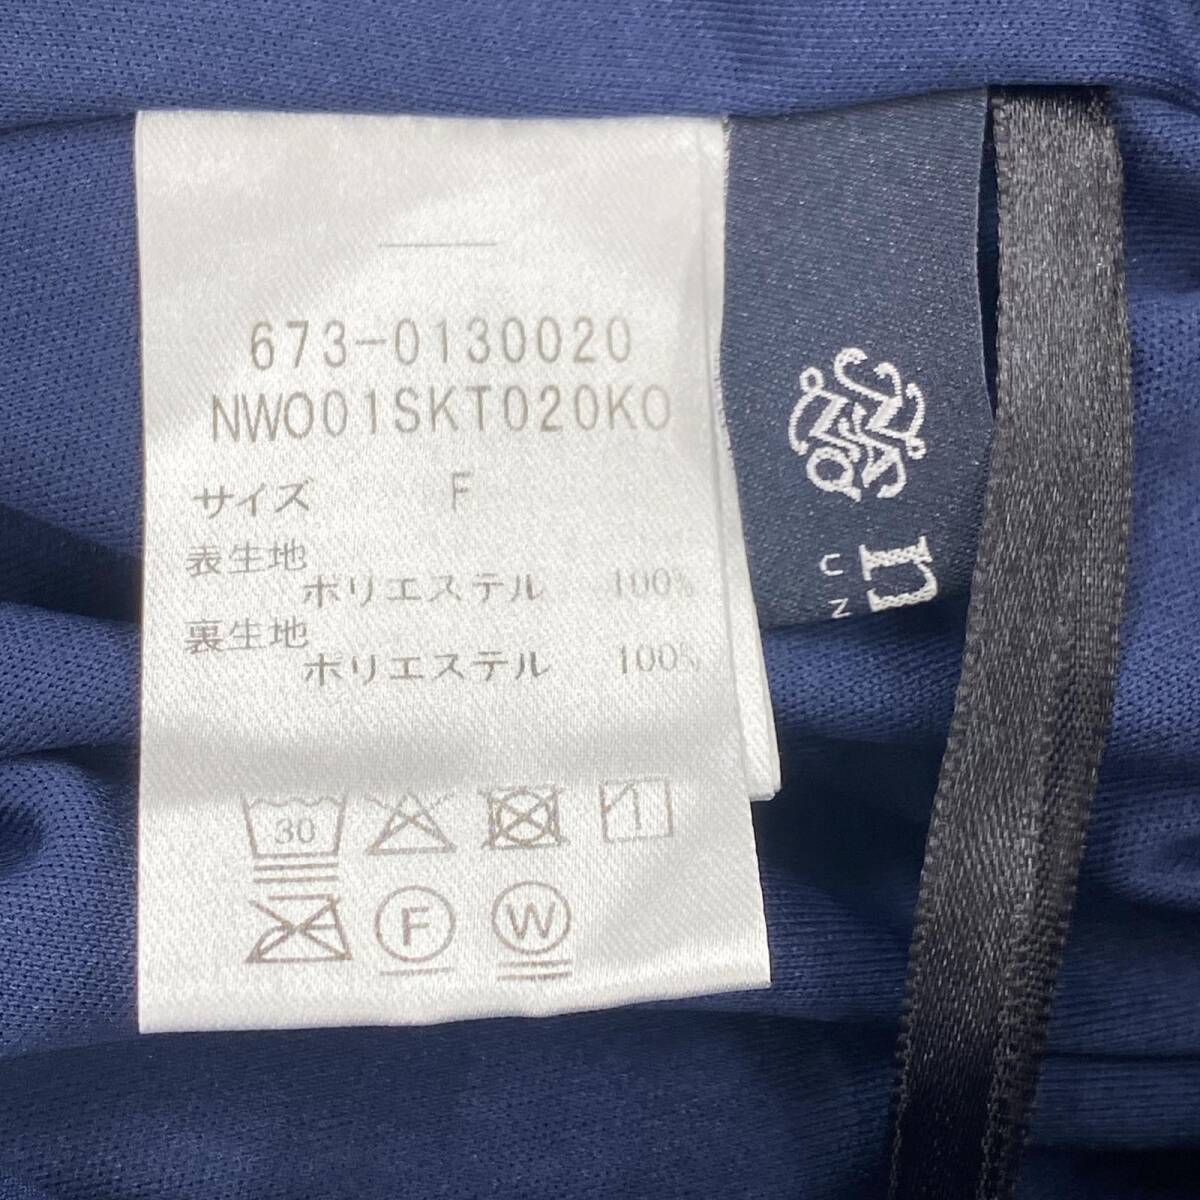 673-0130020
NW001SKT020KO
サイズ F
表生地
ポリエステル 100%
裏生地
ポリエステル 100%
30
F W
n